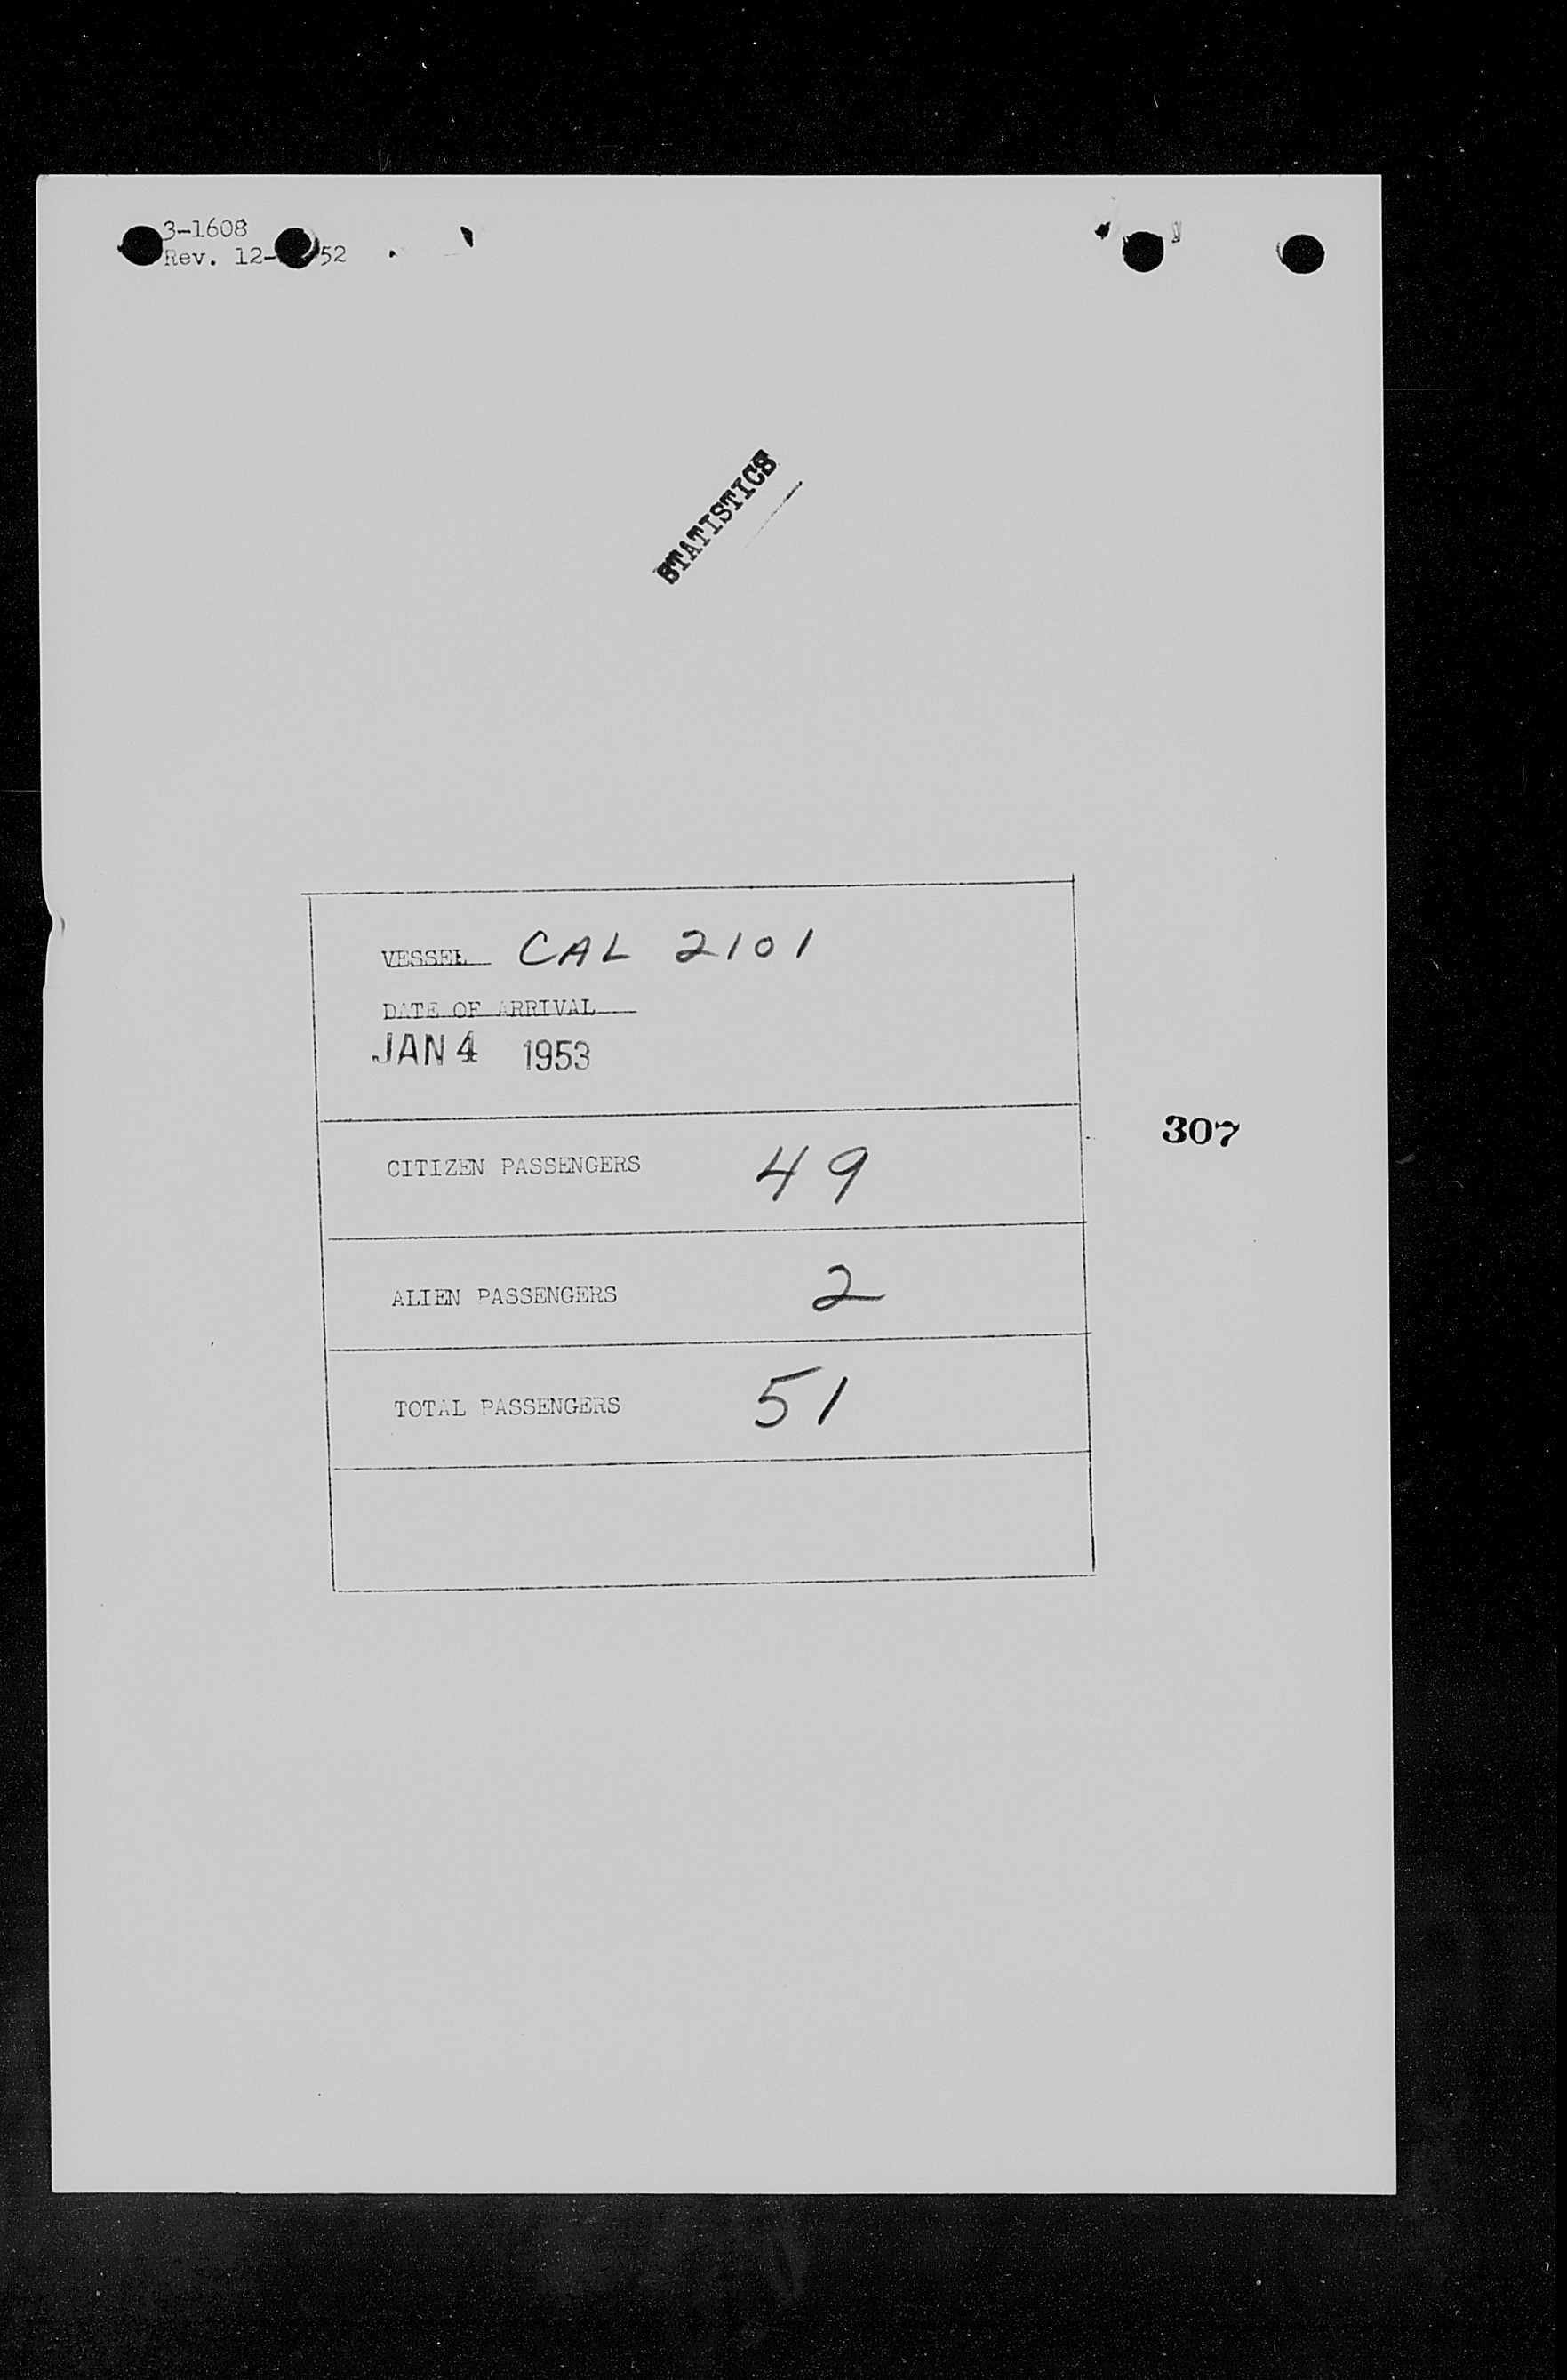 3-1608
Rev. 12- 52
STATISTICS
VESSEL CAL 2101
DATE OF ARRIVAL
JAN 4 1953
307
CITIZEN PASSENGERS 49
ALIEN PASSENGERS 2
TOTAL PASSENGERS 51